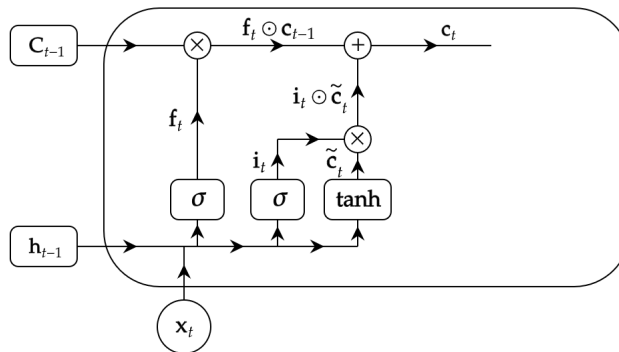 C_{t−1} × f_t ⊙ c_{t−1} + c_t
i_t ⊙ c̃_t
f_t
i_t c̃_t ×
σ σ tanh
h_{t−1}
x_t